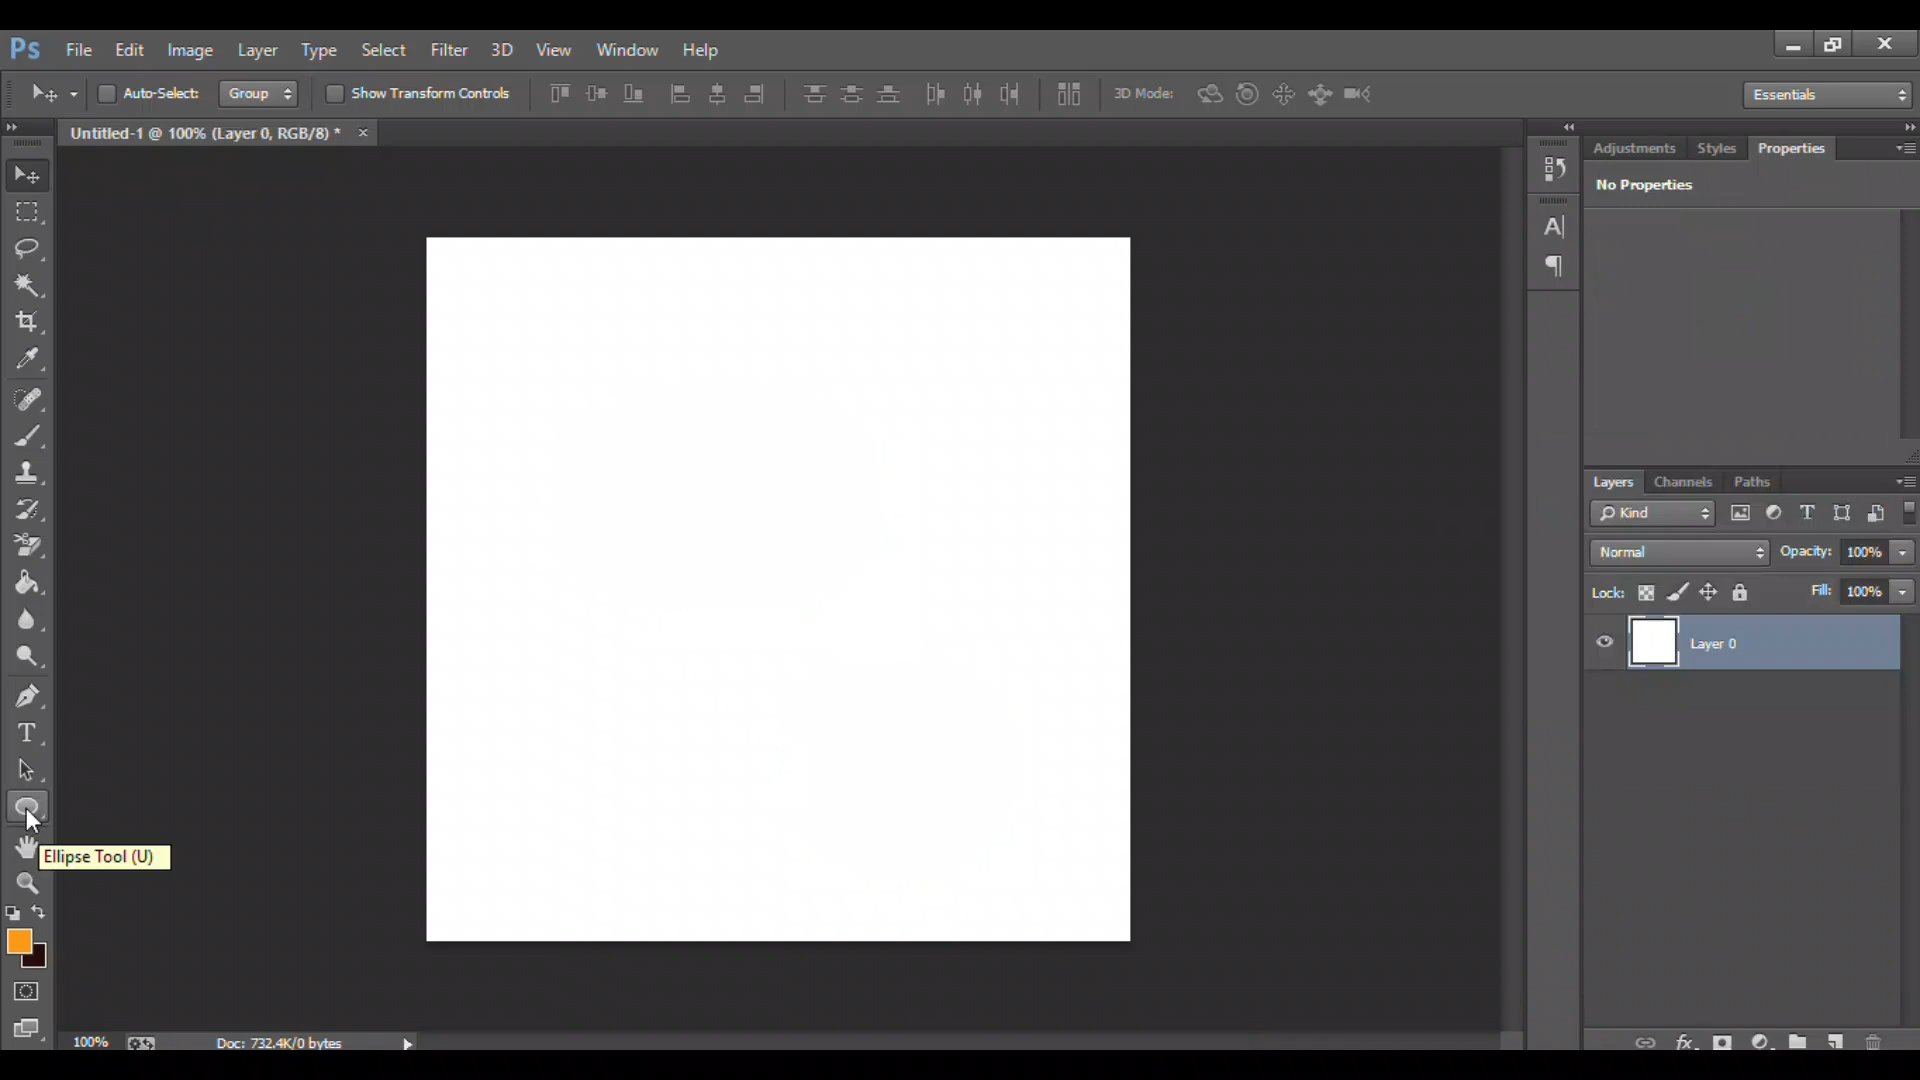 Ps File Edit Image Layer Type Select Filter 3D View Window Help
Auto-Select: Group Show Transform Controls 3D Mode: Essentials
Untitled-1 @ 100% (Layer 0, RGB/8) * ×
Adjustments Styles Properties
No Properties
Layers Channels Paths
Kind
Normal Opacity: 100%
Lock: Fill: 100%
Layer 0
Ellipse Tool (U)
100% Doc: 732.4K/0 bytes